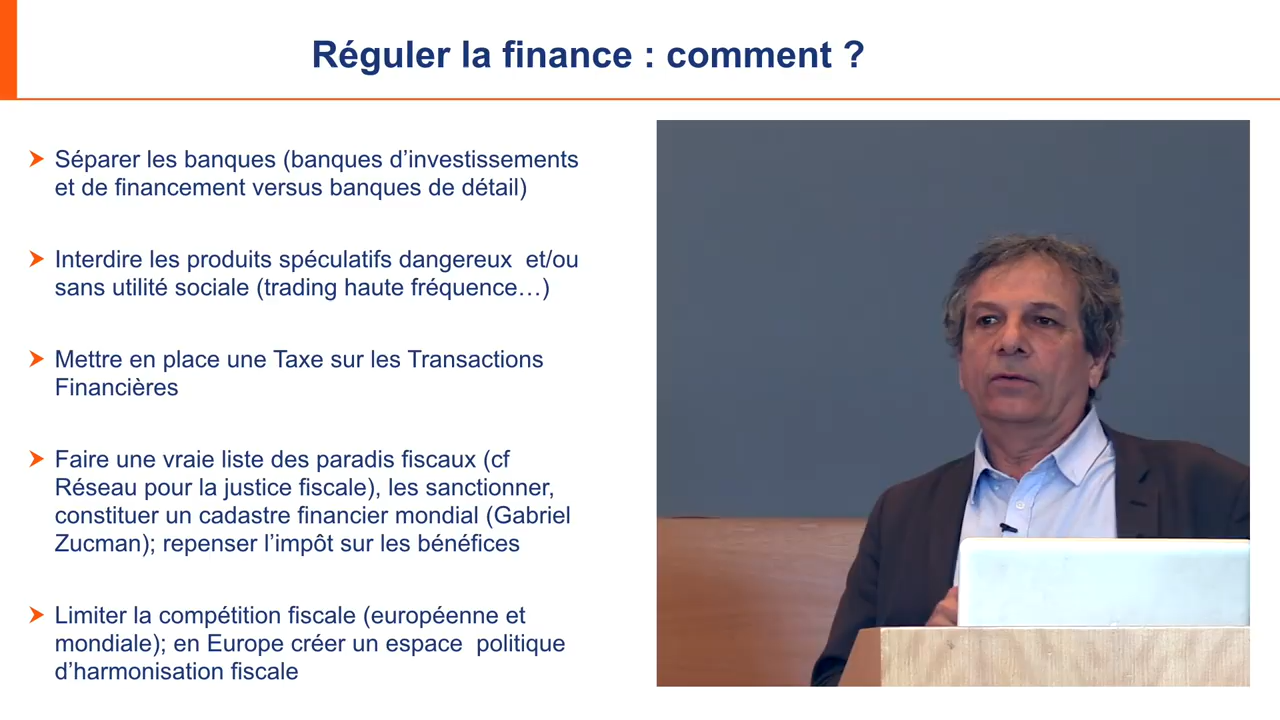 Réguler la finance : comment ?
Séparer les banques (banques d’investissements
et de financement versus banques de détail)
Interdire les produits spéculatifs dangereux  et/ou
sans utilité sociale (trading haute fréquence…)
Mettre en place une Taxe sur les Transactions
Financières
Faire une vraie liste des paradis fiscaux (cf
Réseau pour la justice fiscale), les sanctionner,
constituer un cadastre financier mondial (Gabriel
Zucman); repenser l’impôt sur les bénéfices
Limiter la compétition fiscale (européenne et
mondiale); en Europe créer un espace  politique
d’harmonisation fiscale